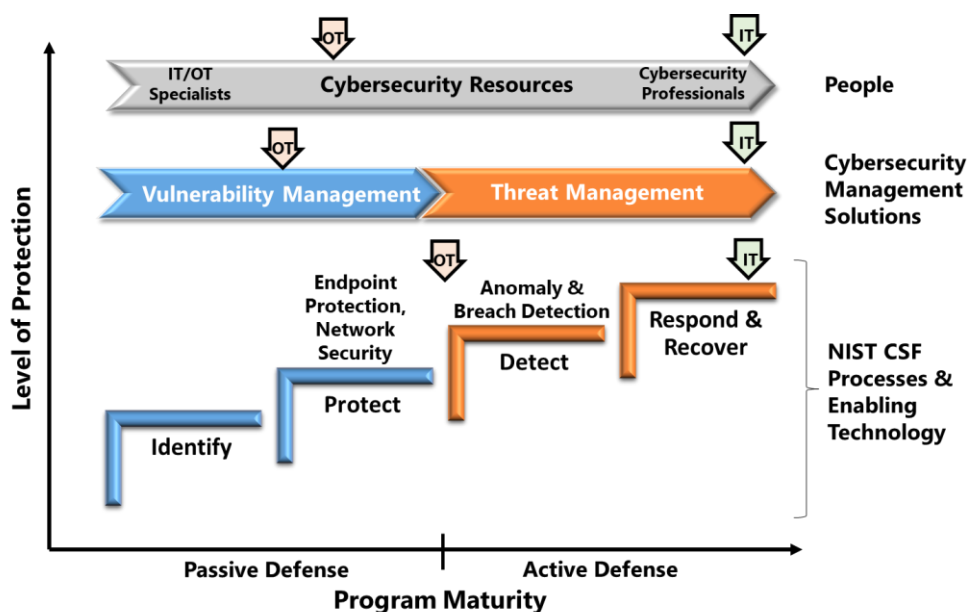 OT
IT
IT/OT
Specialists
Cybersecurity Resources
Cybersecurity
Professionals
People
OT
IT
Vulnerability Management
Threat Management
Cybersecurity
Management
Solutions
OT
IT
Endpoint
Protection,
Network
Security
Anomaly &
Breach Detection
Respond &
Recover
Detect
Protect
Identify
NIST CSF
Processes &
Enabling
Technology
Level of Protection
Passive Defense
Active Defense
Program Maturity